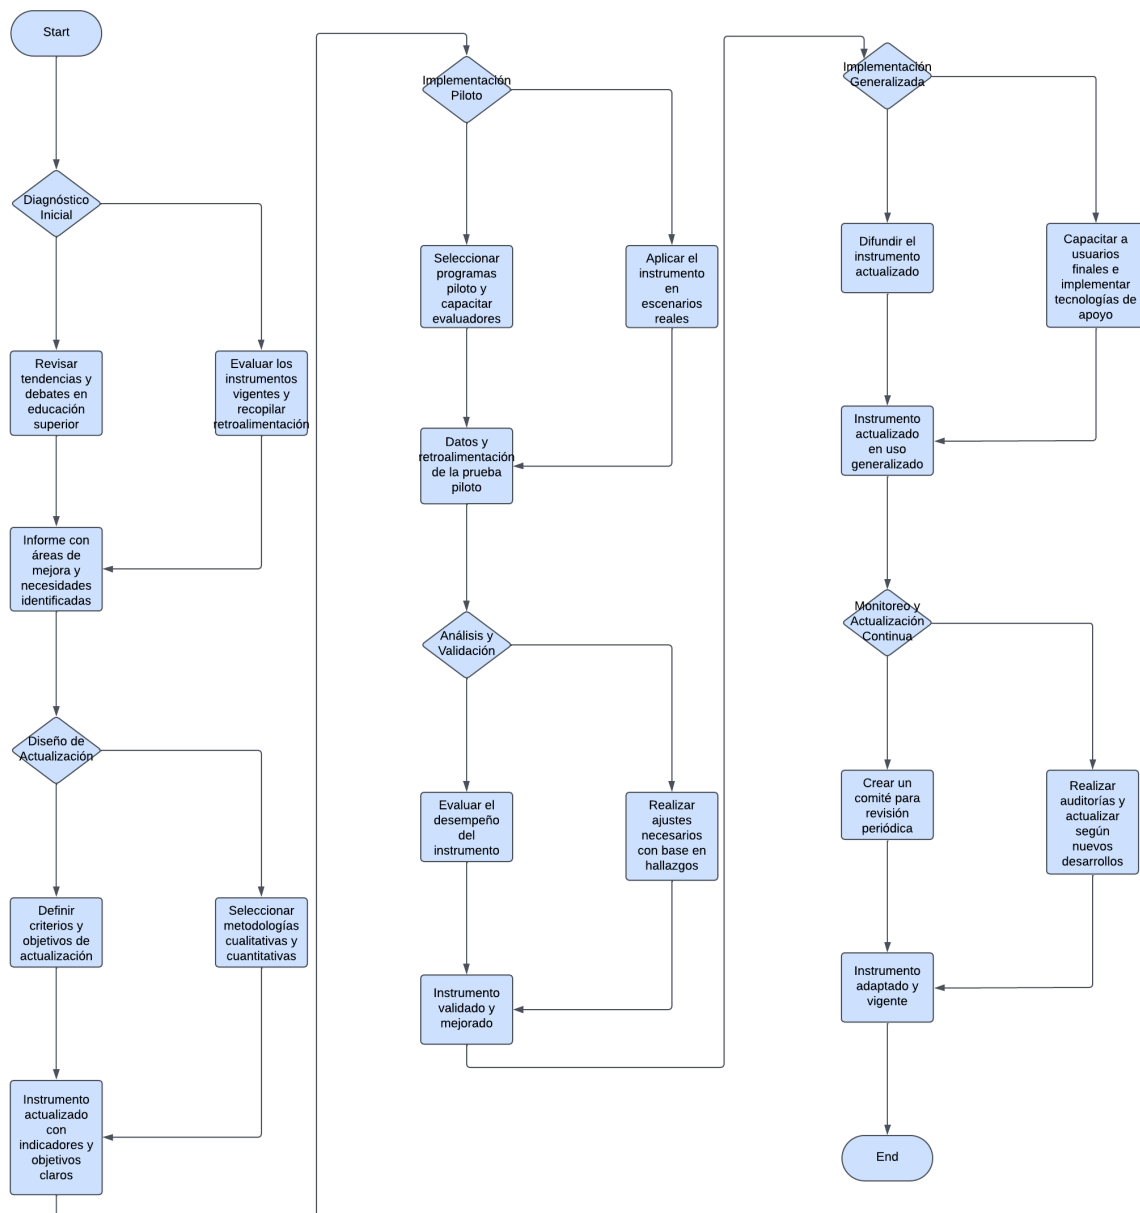 Start
Diagnóstico
Inicial
Revisar
tendencias y
debates en
educación
superior
Evaluar los
instrumentos
vigentes y
recopilar
retroalimentación
Informe con
áreas de
mejora y
necesidades
identificadas
Diseño de
Actualización
Definir
criterios y
objetivos de
actualización
Seleccionar
metodologías
cualitativas y
cuantitativas
Instrumento
actualizado
con
indicadores y
objetivos
claros
Implementación
Piloto
Seleccionar
programas
piloto y
capacitar
evaluadores
Aplicar el
instrumento
en
escenarios
reales
Datos y
retroalimentación
de la prueba
piloto
Análisis y
Validación
Evaluar el
desempeño
del
instrumento
Realizar
ajustes
necesarios
con base en
hallazgos
Instrumento
validado y
mejorado
Implementación
Generalizada
Difundir el
instrumento
actualizado
Capacitar a
usuarios
finales e
implementar
tecnologías de
apoyo
Instrumento
actualizado
en uso
generalizado
Monitoreo y
Actualización
Continua
Crear un
comité para
revisión
periódica
Realizar
auditorías y
actualizar
según
nuevos
desarrollos
Instrumento
adaptado y
vigente
End